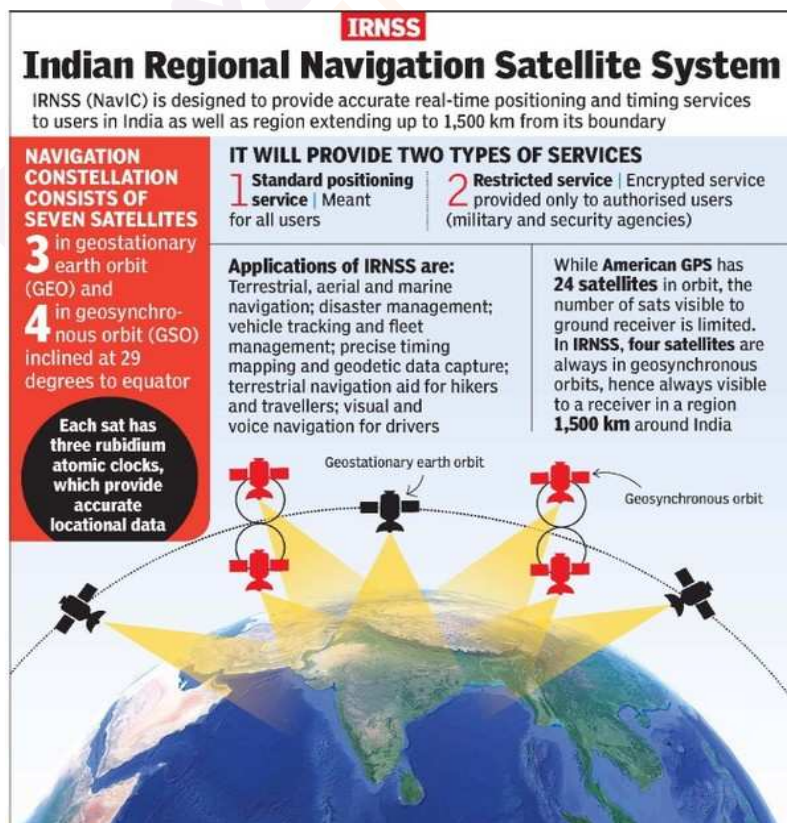 IRNSS
Indian Regional Navigation Satellite System
IRNSS (NavIC) is designed to provide accurate real-time positioning and timing services
to users in India as well as region extending up to 1,500 km from its boundary
NAVIGATION
CONSTELLATION
CONSISTS OF
SEVEN SATELLITES
3 in geostationary
earth orbit
(GEO) and
4 in geosynchro-
nous orbit (GSO)
inclined at 29
degrees to equator
Each sat has
three rubidium
atomic clocks,
which provide
accurate
locational data
IT WILL PROVIDE TWO TYPES OF SERVICES
1 Standard positioning
service | Meant
for all users
2 Restricted service | Encrypted service
provided only to authorised users
(military and security agencies)
Applications of IRNSS are:
Terrestrial, aerial and marine
navigation; disaster management;
vehicle tracking and fleet
management; precise timing
mapping and geodetic data capture;
terrestrial navigation aid for hikers
and travellers; visual and
voice navigation for drivers
While American GPS has
24 satellites in orbit, the
number of sats visible to
ground receiver is limited.
In IRNSS, four satellites are
always in geosynchronous
orbits, hence always visible
to a receiver in a region
1,500 km around India
Geostationary earth orbit
Geosynchronous orbit